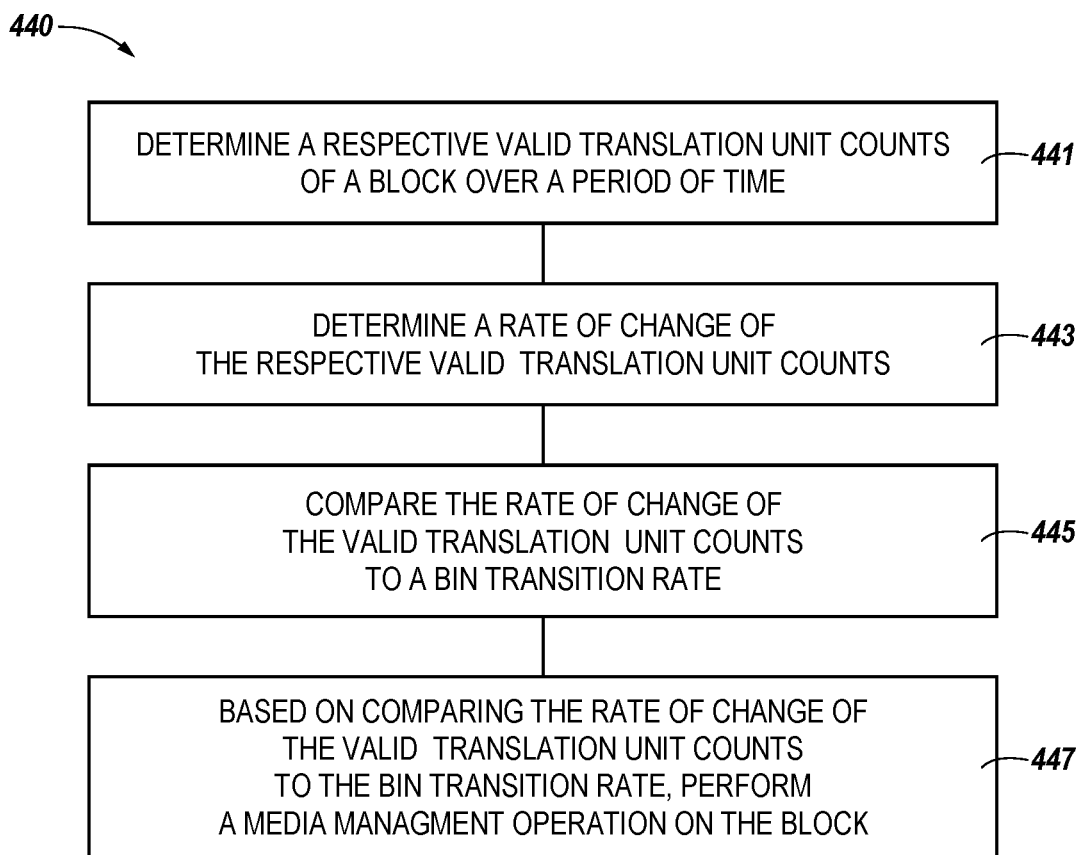 440
DETERMINE A RESPECTIVE VALID TRANSLATION UNIT COUNTS
OF A BLOCK OVER A PERIOD OF TIME
441
DETERMINE A RATE OF CHANGE OF
THE RESPECTIVE VALID TRANSLATION UNIT COUNTS
443
COMPARE THE RATE OF CHANGE OF
THE VALID TRANSLATION UNIT COUNTS
TO A BIN TRANSITION RATE
445
BASED ON COMPARING THE RATE OF CHANGE OF
THE VALID TRANSLATION UNIT COUNTS
TO THE BIN TRANSITION RATE, PERFORM
A MEDIA MANAGMENT OPERATION ON THE BLOCK
447